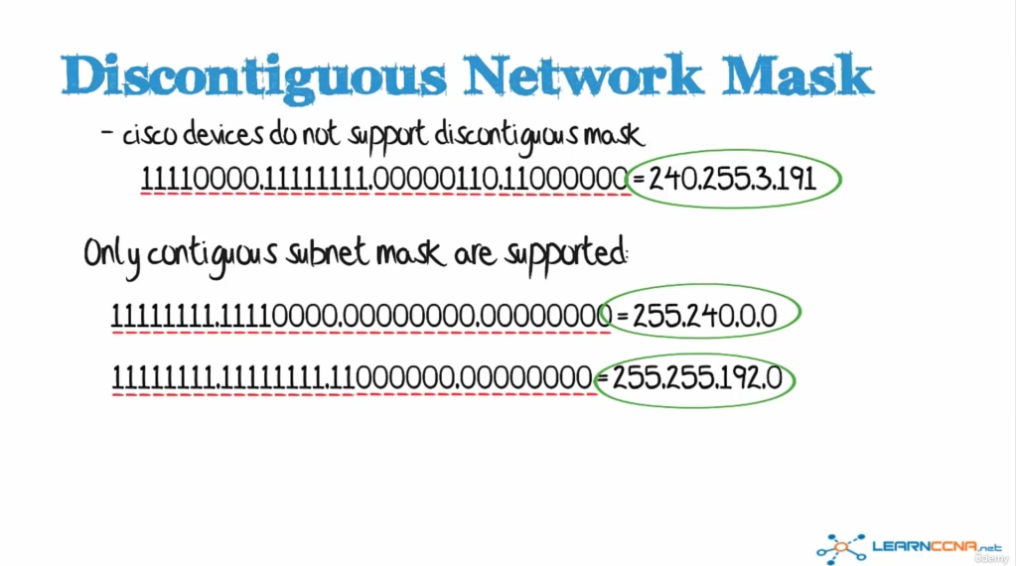 Discontiguous Network Mask
- cisco devices do not support discontiguous mask
11110000.11111111.00000110.11000000 = 240.255.3.191
Only contiguous subnet mask are supported:
11111111.11110000.00000000.00000000 = 255.240.0.0
11111111.11111111.11000000.00000000 = 255.255.192.0
LEARNCCNA.net
ûdemy